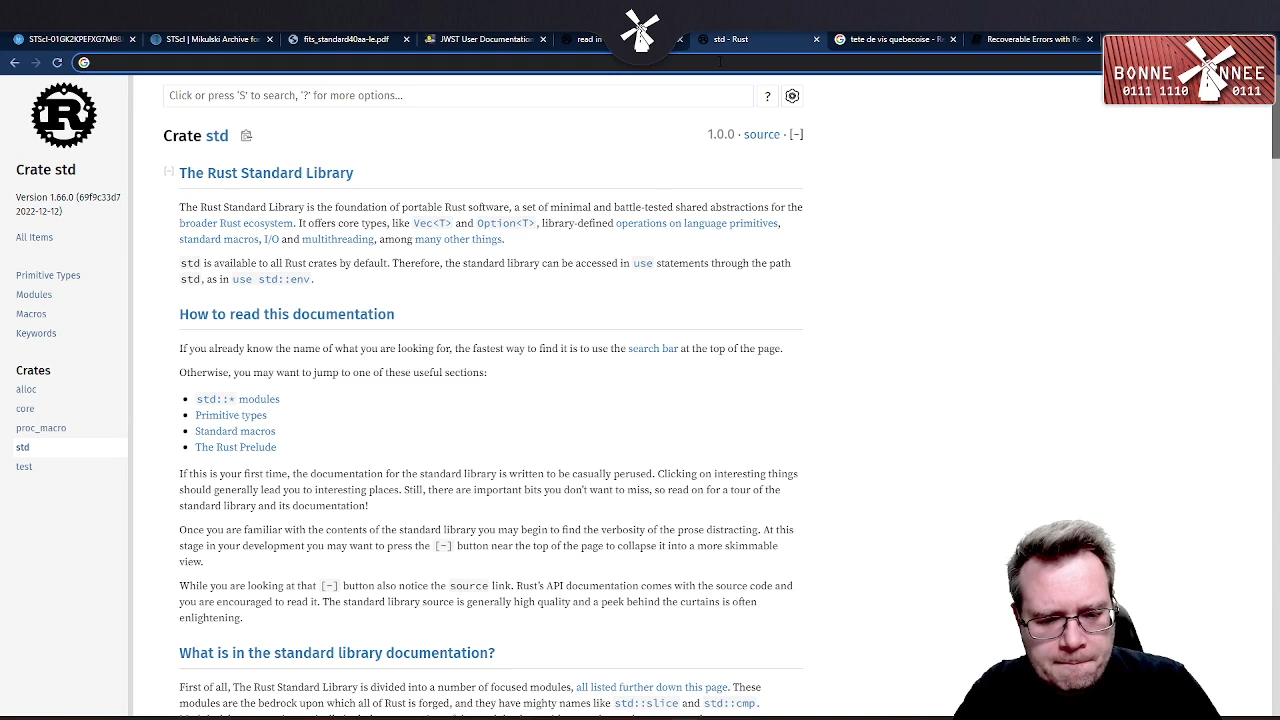 STScI-01GK2KPEFXG7M98
STScI | Mikulski Archive for
fits_standard40aa-le.pdf
JWST User Documentation
read in
std - Rust
tete de vis quebecoise - Re
Recoverable Errors with Re
BONNE NNEE
0111 1110 0111
Click or press 'S' to search, '?' for more options...
?
Crate std
1.0.0 · source · [-]
Crate std
Version 1.66.0 (69f9c33d7
2022-12-12)
All Items
Primitive Types
Modules
Macros
Keywords
Crates
alloc
core
proc_macro
std
test
[-] The Rust Standard Library
The Rust Standard Library is the foundation of portable Rust software, a set of minimal and battle-tested shared abstractions for the
broader Rust ecosystem. It offers core types, like Vec<T> and Option<T>, library-defined operations on language primitives,
standard macros, I/O and multithreading, among many other things.
std is available to all Rust crates by default. Therefore, the standard library can be accessed in use statements through the path
std, as in use std::env.
How to read this documentation
If you already know the name of what you are looking for, the fastest way to find it is to use the search bar at the top of the page.
Otherwise, you may want to jump to one of these useful sections:
std::* modules
Primitive types
Standard macros
The Rust Prelude
If this is your first time, the documentation for the standard library is written to be casually perused. Clicking on interesting things
should generally lead you to interesting places. Still, there are important bits you don't want to miss, so read on for a tour of the
standard library and its documentation!
Once you are familiar with the contents of the standard library you may begin to find the verbosity of the prose distracting. At this
stage in your development you may want to press the [-] button near the top of the page to collapse it into a more skimmable
view.
While you are looking at that [-] button also notice the source link. Rust's API documentation comes with the source code and
you are encouraged to read it. The standard library source is generally high quality and a peek behind the curtains is often
enlightening.
What is in the standard library documentation?
First of all, The Rust Standard Library is divided into a number of focused modules, all listed further down this page. These
modules are the bedrock upon which all of Rust is forged, and they have mighty names like std::slice and std::cmp.